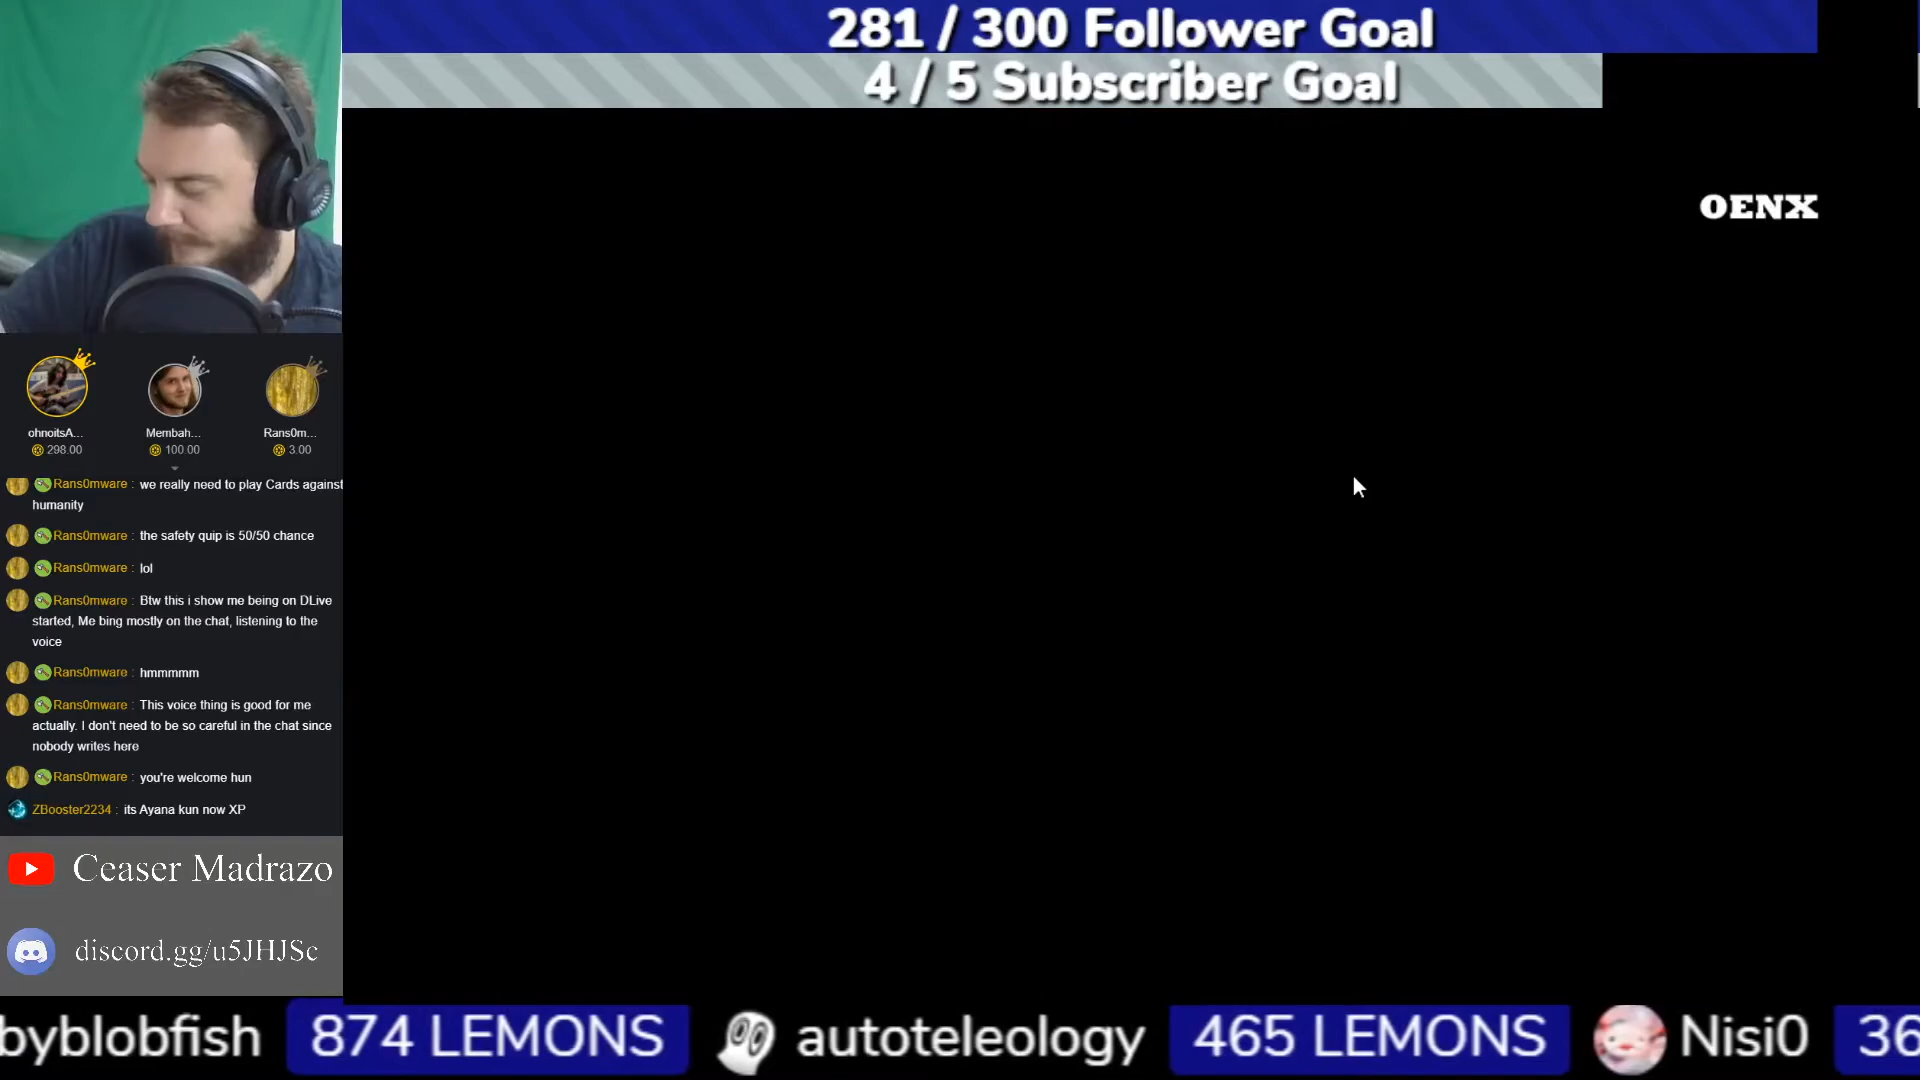 281 / 300 Follower Goal
4 / 5 Subscriber Goal
OENX
ohnoitsA... Membah... Rans0m...
298.00 100.00 3.00
Rans0mware : we really need to play Cards against
humanity
Rans0mware : the safety quip is 50/50 chance
Rans0mware : lol
Rans0mware : Btw this i show me being on DLive
started, Me bing mostly on the chat, listening to the
voice
Rans0mware : hmmmmm
Rans0mware : This voice thing is good for me
actually. I don't need to be so careful in the chat since
nobody writes here
Rans0mware : you're welcome hun
ZBooster2234 : its Ayana kun now XP
Ceaser Madrazo
discord.gg/u5JHJSc
byblobfish 874 LEMONS autoteleology 465 LEMONS Nisi0 36